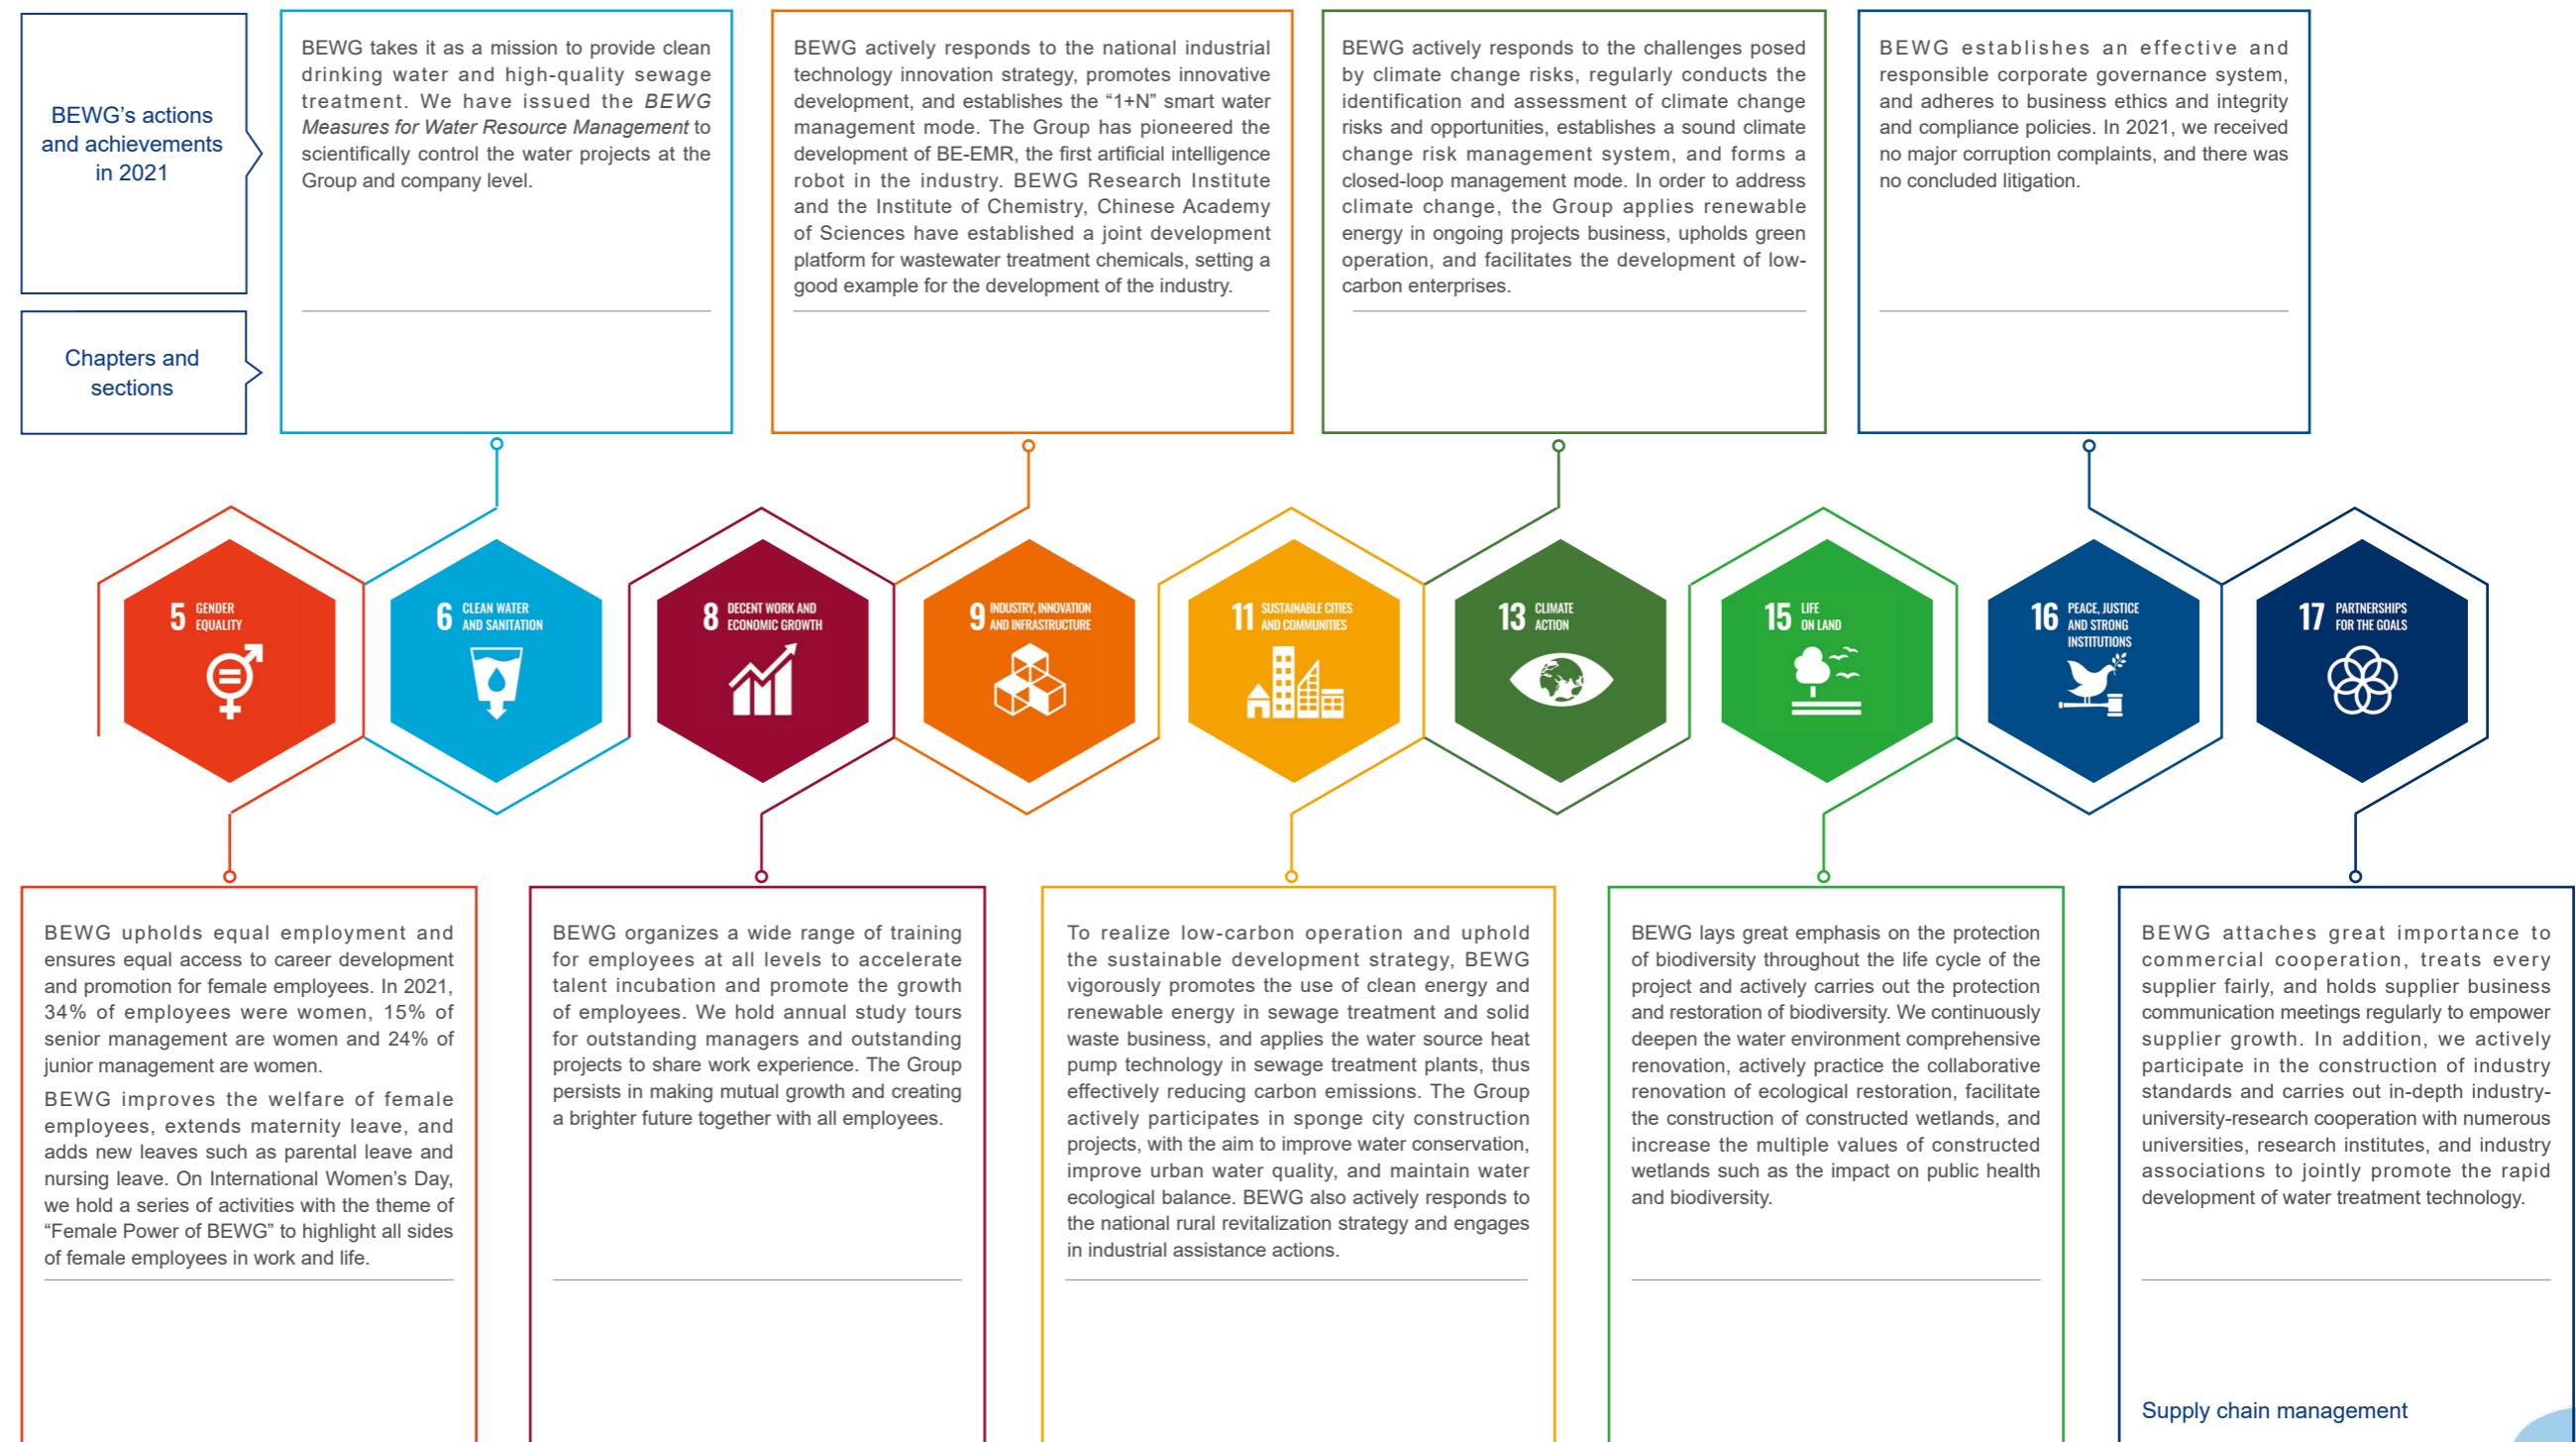 BEWG's actions
and achievements
in 2021
Chapters and
sections
BEWG takes it as a mission to provide clean
drinking water and high-quality sewage
treatment. We have issued the BEWG
Measures for Water Resource Management to
scientifically control the water projects at the
Group and company level.
BEWG actively responds to the national industrial
technology innovation strategy, promotes innovative
development, and establishes the “1+N” smart water
management mode. The Group has pioneered the
development of BE-EMR, the first artificial intelligence
robot in the industry. BEWG Research Institute
and the Institute of Chemistry, Chinese Academy
of Sciences have established a joint development
platform for wastewater treatment chemicals, setting a
good example for the development of the industry.
BEWG actively responds to the challenges posed
by climate change risks, regularly conducts the
identification and assessment of climate change
risks and opportunities, establishes a sound climate
change risk management system, and forms a
closed-loop management mode. In order to address
climate change, the Group applies renewable
energy in ongoing projects business, upholds green
operation, and facilitates the development of low-
carbon enterprises.
BEWG establishes an effective and
responsible corporate governance system,
and adheres to business ethics and integrity
and compliance policies. In 2021, we received
no major corruption complaints, and there was
no concluded litigation.
5 GENDER
EQUALITY
6 CLEAN WATER
AND SANITATION
8 DECENT WORK AND
ECONOMIC GROWTH
9 INDUSTRY, INNOVATION
AND INFRASTRUCTURE
11 SUSTAINABLE CITIES
AND COMMUNITIES
13 CLIMATE
ACTION
15 LIFE
ON LAND
16 PEACE, JUSTICE
AND STRONG
INSTITUTIONS
17 PARTNERSHIPS
FOR THE GOALS
BEWG upholds equal employment and
ensures equal access to career development
and promotion for female employees. In 2021,
34% of employees were women, 15% of
senior management are women and 24% of
junior management are women.
BEWG improves the welfare of female
employees, extends maternity leave, and
adds new leaves such as parental leave and
nursing leave. On International Women's Day,
we hold a series of activities with the theme of
“Female Power of BEWG” to highlight all sides
of female employees in work and life.
BEWG organizes a wide range of training
for employees at all levels to accelerate
talent incubation and promote the growth
of employees. We hold annual study tours
for outstanding managers and outstanding
projects to share work experience. The Group
persists in making mutual growth and creating
a brighter future together with all employees.
To realize low-carbon operation and uphold
the sustainable development strategy, BEWG
vigorously promotes the use of clean energy and
renewable energy in sewage treatment and solid
waste business, and applies the water source heat
pump technology in sewage treatment plants, thus
effectively reducing carbon emissions. The Group
actively participates in sponge city construction
projects, with the aim to improve water conservation,
improve urban water quality, and maintain water
ecological balance. BEWG also actively responds to
the national rural revitalization strategy and engages
in industrial assistance actions.
BEWG lays great emphasis on the protection
of biodiversity throughout the life cycle of the
project and actively carries out the protection
and restoration of biodiversity. We continuously
deepen the water environment comprehensive
renovation, actively practice the collaborative
renovation of ecological restoration, facilitate
the construction of constructed wetlands, and
increase the multiple values of constructed
wetlands such as the impact on public health
and biodiversity.
BEWG attaches great importance to
commercial cooperation, treats every
supplier fairly, and holds supplier business
communication meetings regularly to empower
supplier growth. In addition, we actively
participate in the construction of industry
standards and carries out in-depth industry-
university-research cooperation with numerous
universities, research institutes, and industry
associations to jointly promote the rapid
development of water treatment technology.
Supply chain management